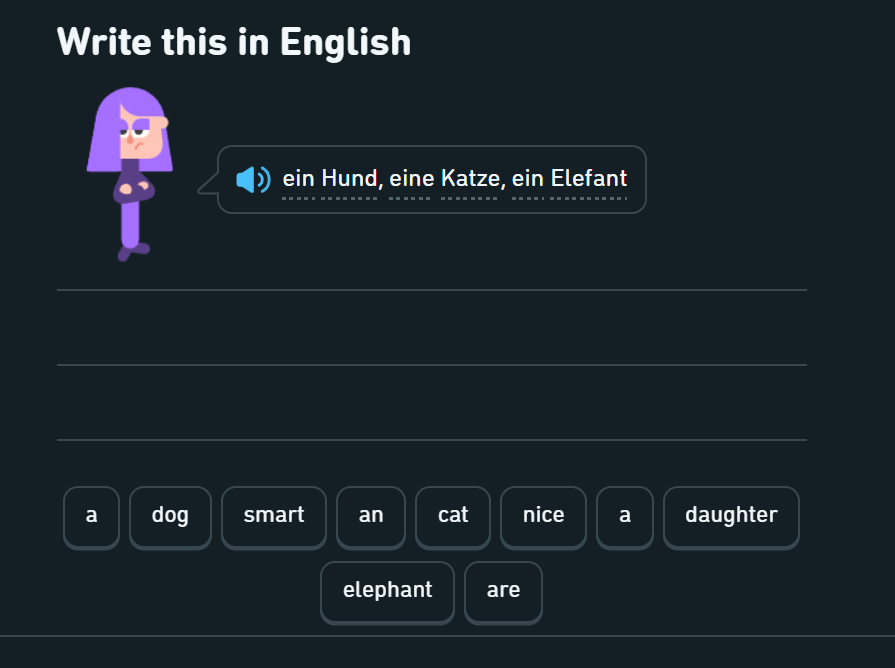 Write this in English
ein Hund, eine Katze, ein Elefant
a dog smart an cat nice a daughter
elephant are